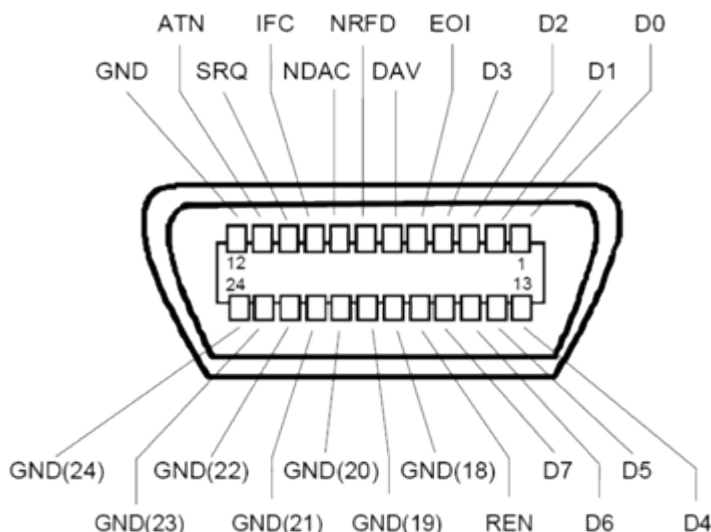 ATN IFC NRFD EOI D2 D0
GND SRQ NDAC DAV D3 D1
12 1
24 13
GND(24) GND(22) GND(20) GND(18) D7 D5
GND(23) GND(21) GND(19) REN D6 D4